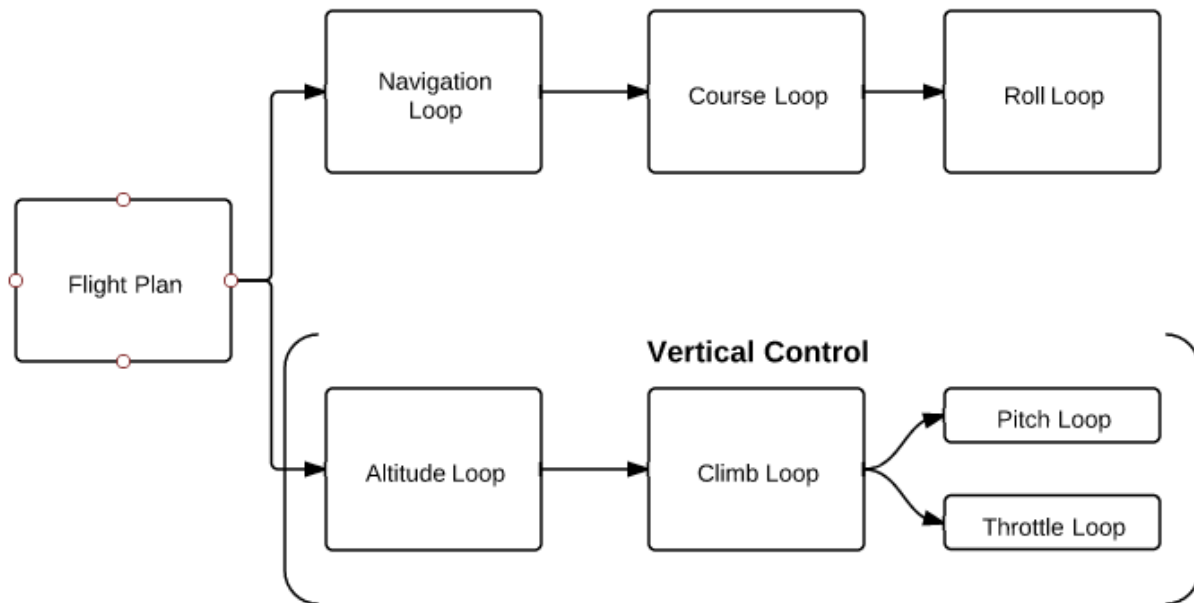 Navigation
Loop
Course Loop
Roll Loop
Flight Plan
Vertical Control
Altitude Loop
Climb Loop
Pitch Loop
Throttle Loop